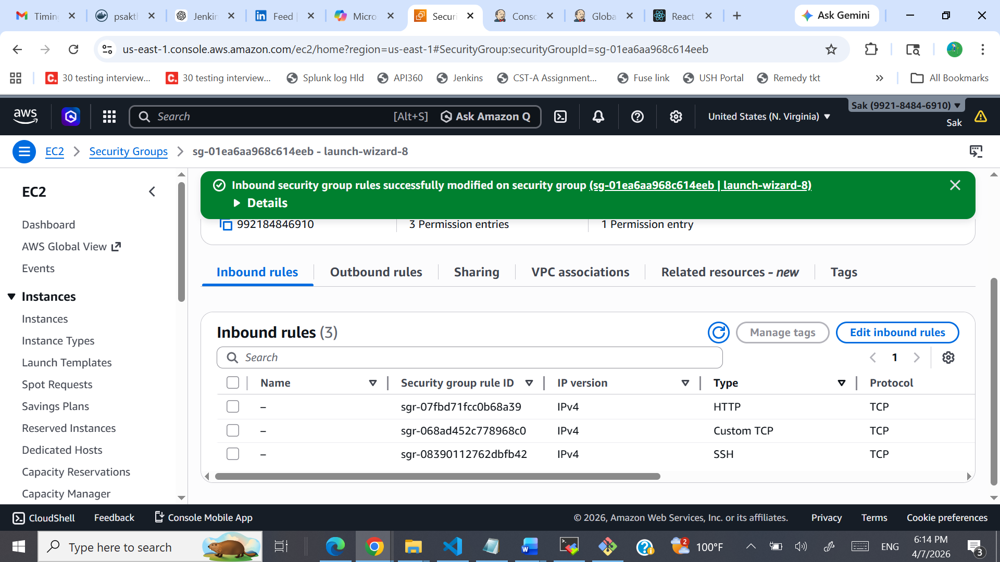 Timing
psakt
Jenkin
Feed
Micro
Securi
Conso
Globa
React
Ask Gemini
us-east-1.console.aws.amazon.com/ec2/home?region=us-east-1#SecurityGroup:securityGroupId=sg-01ea6aa968c614eeb
30 testing interview...
30 testing interview...
Splunk log Hld
API360
Jenkins
CST-A Assignment...
Fuse link
USH Portal
Remedy tkt
»
All Bookmarks
aws
Search
[Alt+S]
Ask Amazon Q
United States (N. Virginia)
Sak (9921-8484-6910)
Sak
EC2
Security Groups
sg-01ea6aa968c614eeb - launch-wizard-8
EC2
Dashboard
AWS Global View
Events
Instances
Instances
Instance Types
Launch Templates
Spot Requests
Savings Plans
Reserved Instances
Dedicated Hosts
Capacity Reservations
Capacity Manager
Inbound security group rules successfully modified on security group (sg-01ea6aa968c614eeb | launch-wizard-8)
Details
992184846910
3 Permission entries
1 Permission entry
Inbound rules
Outbound rules
Sharing
VPC associations
Related resources - new
Tags
Inbound rules (3)
Manage tags
Edit inbound rules
Search
1
Name Security group rule ID IP version Type Protocol
– sgr-07fbd71fcc0b68a39 IPv4 HTTP TCP
– sgr-068ad452c778968c0 IPv4 Custom TCP TCP
– sgr-08390112762dbfb42 IPv4 SSH TCP
CloudShell
Feedback
Console Mobile App
© 2026, Amazon Web Services, Inc. or its affiliates.
Privacy
Terms
Cookie preferences
Type here to search
2
100°F
ENG
6:14 PM
4/7/2026
3